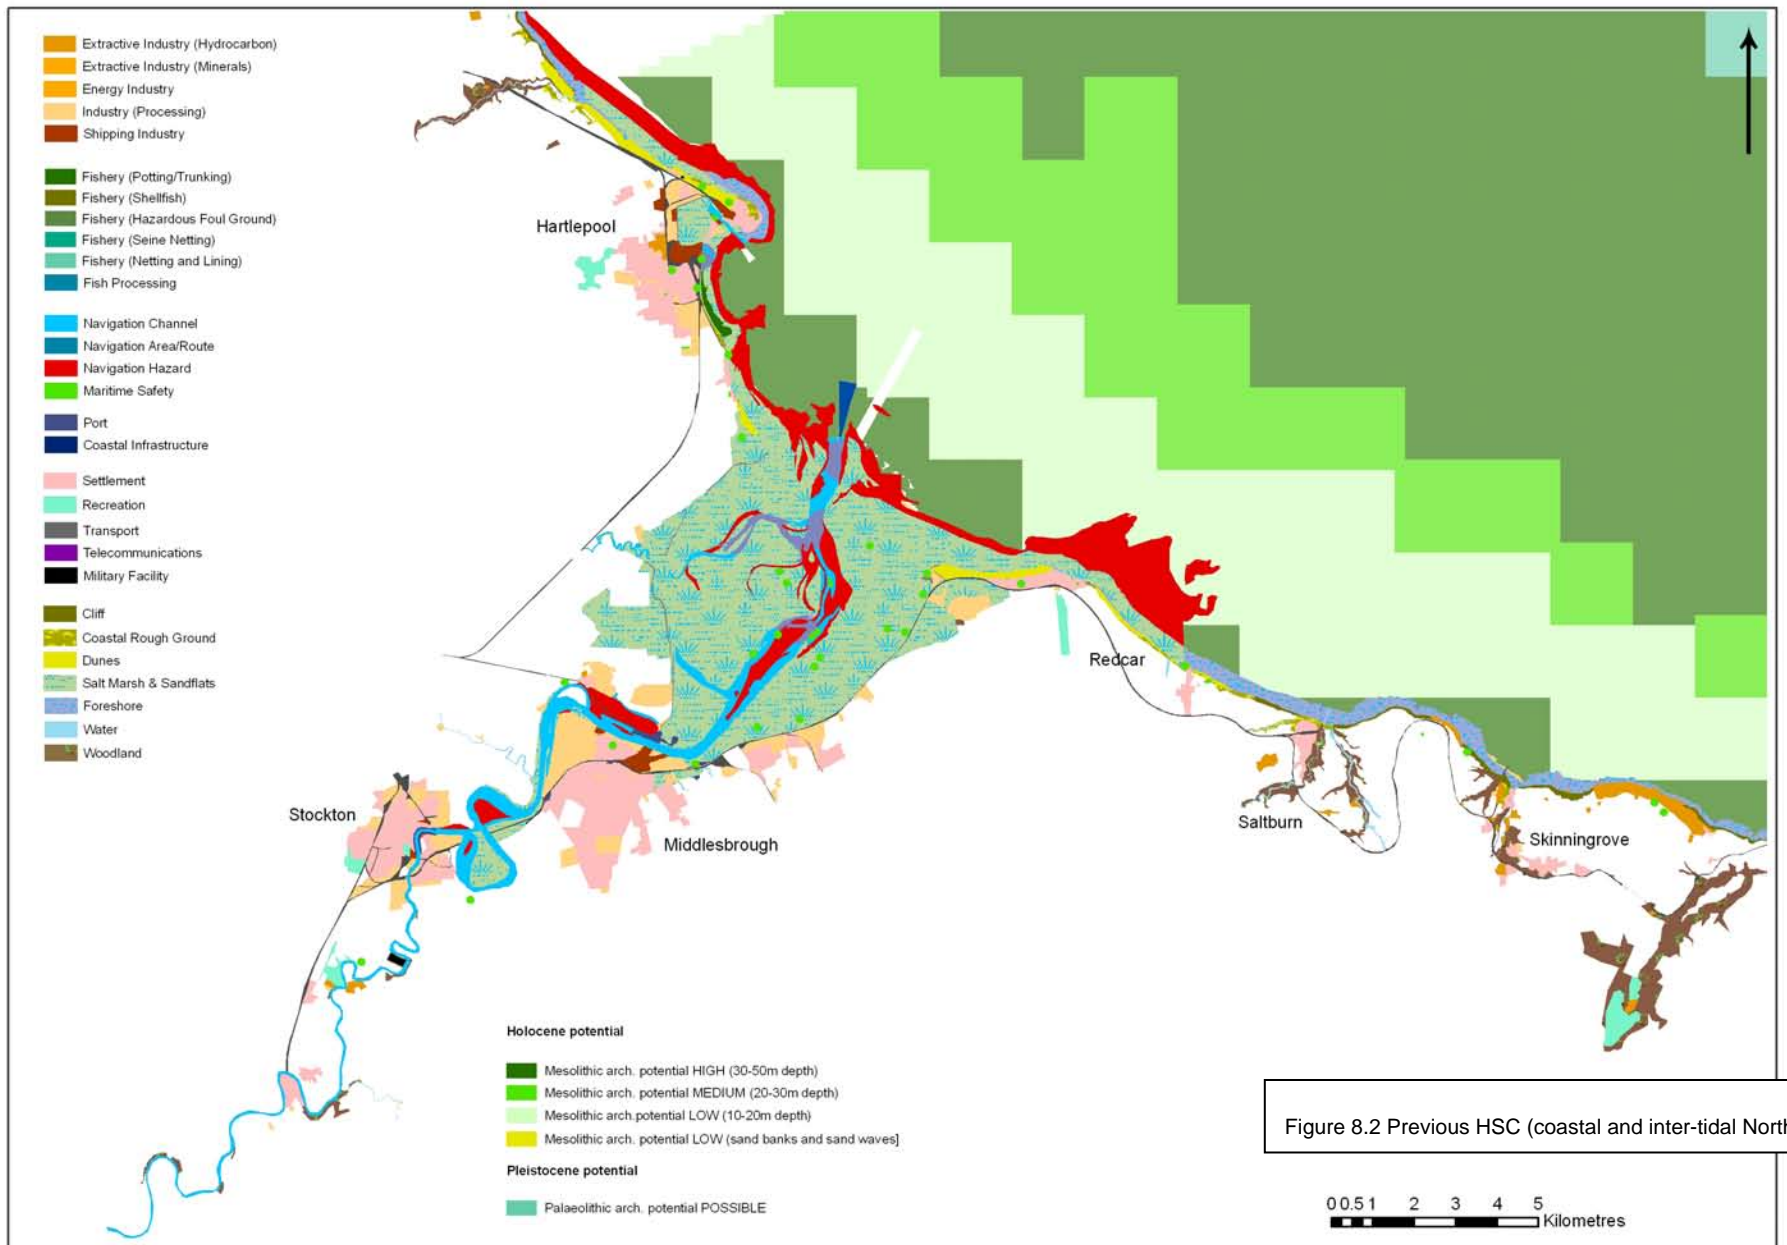 Extractive Industry (Hydrocarbon)
Extractive Industry (Minerals)
Energy Industry
Industry (Processing)
Shipping Industry
Fishery (Potting/Trunking)
Fishery (Shellfish)
Fishery (Hazardous Foul Ground)
Fishery (Seine Netting)
Fishery (Netting and Lining)
Fish Processing
Navigation Channel
Navigation Area/Route
Navigation Hazard
Maritime Safety
Port
Coastal Infrastructure
Settlement
Recreation
Transport
Telecommunications
Military Facility
Cliff
Coastal Rough Ground
Dunes
Salt Marsh & Sandflats
Foreshore
Water
Woodland
Hartlepool
Redcar
Stockton
Middlesbrough
Saltburn
Skinningrove
Holocene potential
Mesolithic arch. potential HIGH (30-50m depth)
Mesolithic arch. potential MEDIUM (20-30m depth)
Mesolithic arch.potential LOW (10-20m depth)
Mesolithic arch. potential LOW (sand banks and sand waves]
Pleistocene potential
Palaeolithic arch. potential POSSIBLE
Figure 8.2 Previous HSC (coastal and inter-tidal North
0 0.5 1 2 3 4 5
Kilometres